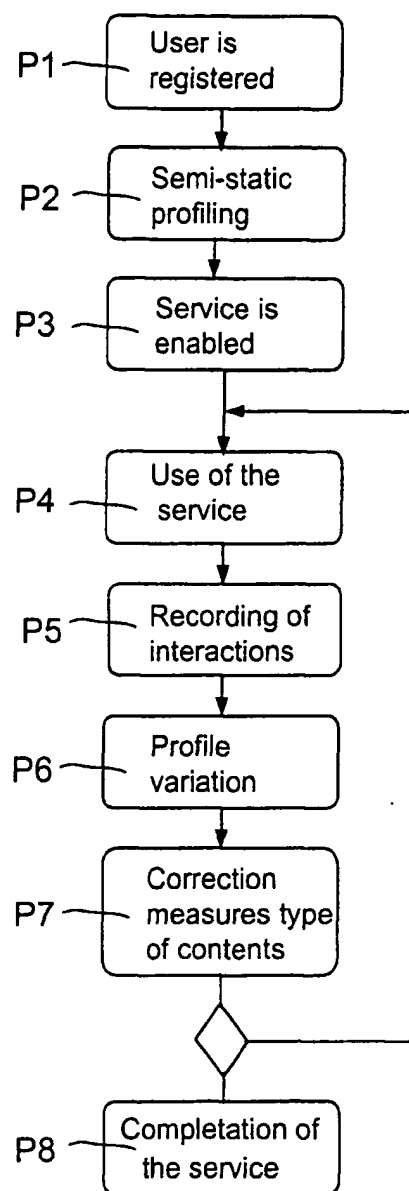 P1
User is
registered
P2
Semi-static
profiling
P3
Service is
enabled
P4
Use of the
service
P5
Recording of
interactions
P6
Profile
variation
P7
Correction
measures type
of contents
P8
Completation of
the service